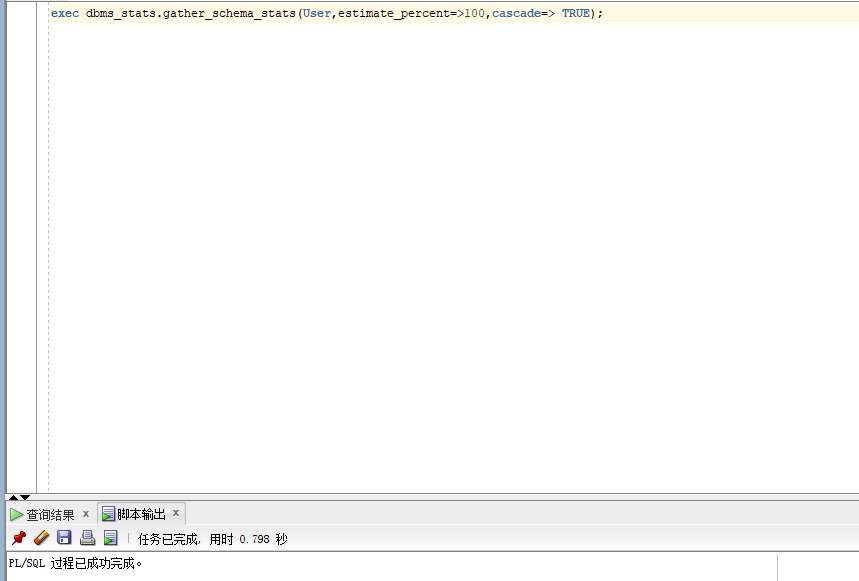 exec dbms_stats.gather_schema_stats(User,estimate_percent=>100,cascade=> TRUE);
查询结果 x 脚本输出 x
任务已完成, 用时 0.798 秒
PL/SQL 过程已成功完成。